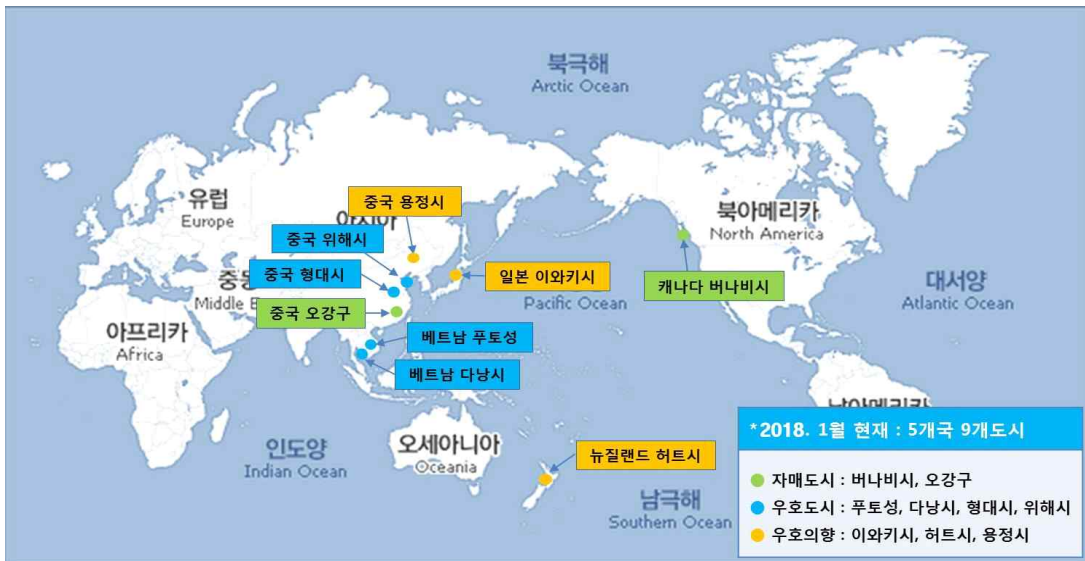 북극해
Arctic Ocean
유럽
Europe
중국 용정시
아시아
중국 위해시
중국 형대시
Middle E
중국 오강구
아프리카
Africa
일본 이와키시
Pacific Ocean
베트남 푸토성
베트남 다낭시
북아메리카
North America
캐나다 버나비시
대서양
Atlantic Ocean
남아메리카
인도양
Indian Ocean
오세아니아
Oceania
뉴질랜드 허트시
남극해
Southern Ocean
*2018. 1월 현재 : 5개국 9개도시
자매도시 : 버나비시, 오강구
우호도시 : 푸토성, 다낭시, 형대시, 위해시
우호의향 : 이와키시, 허트시, 용정시